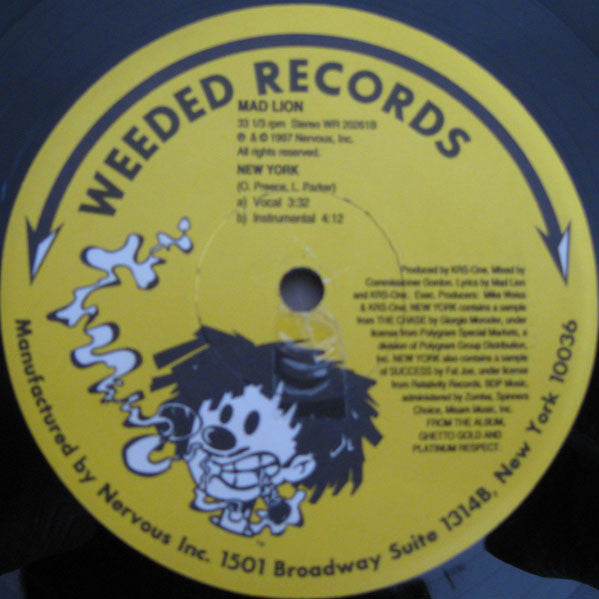 WEEDED RECORDS
MAD LION
33 1/3 rpm Stereo WR 20261B
℗ & © 1997 Nervous, Inc.
All rights reserved.
NEW YORK
(O. Preece, L. Parker)
a) Vocal 3:32
b) Instrumental 4:12
Produced by KRS-One. Mixed by
Commissioner Gordon. Lyrics by Mad Lion
and KRS-One. Exec. Producers: Mike Weiss
& KRS-One. NEW YORK contains a sample
from THE CHASE by Giorgio Moroder, under
license from Polygram Special Markets, a
division of Polygram Group Distribution,
Inc. NEW YORK also contains a sample
of SUCCESS by Fat Joe, under license
from Relativity Records. BDP Music,
administered by Zomba, Spinners
Choice, Misam Music, Inc.
FROM THE ALBUM,
GHETTO GOLD AND
PLATINUM RESPECT.
Manufactured by Nervous Inc. 1501 Broadway Suite 1314B, New York 10036
TM